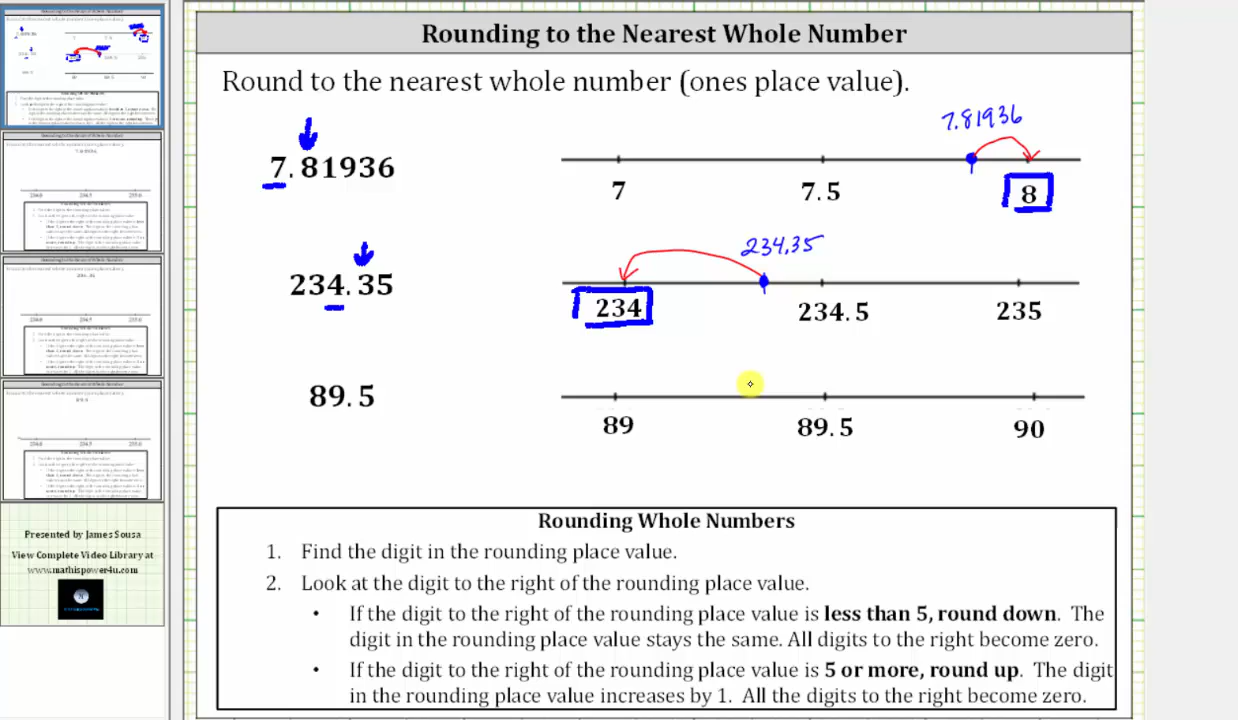 Rounding to the Nearest Whole Number
Round to the nearest whole number (ones place value).
7.81936
7.81936
7 7.5 8
234.35
234.35
234 234.5 235
89.5
89 89.5 90
Rounding Whole Numbers
1. Find the digit in the rounding place value.
2. Look at the digit to the right of the rounding place value.
• If the digit to the right of the rounding place value is less than 5, round down. The
digit in the rounding place value stays the same. All digits to the right become zero.
• If the digit to the right of the rounding place value is 5 or more, round up. The digit
in the rounding place value increases by 1. All the digits to the right become zero.
Presented by James Sousa
View Complete Video Library at
www.mathispower4u.com